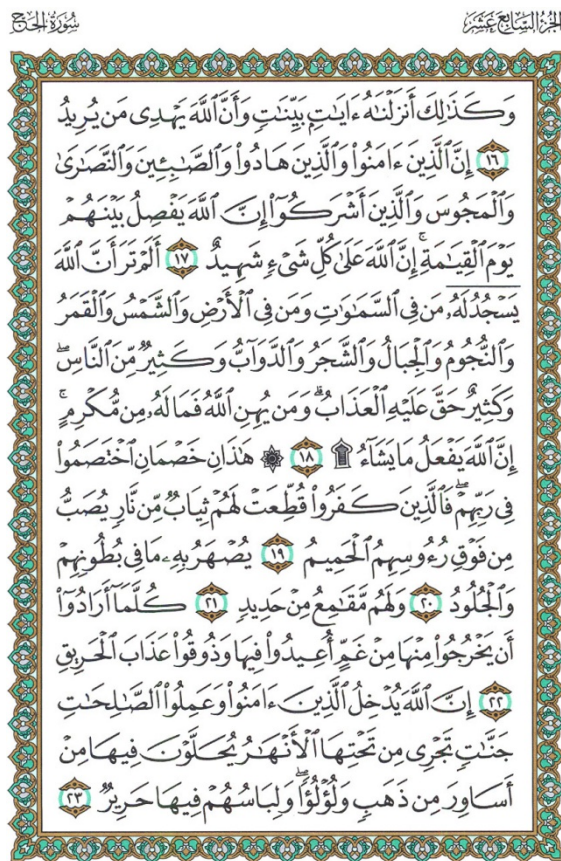 الجزء السابع عشر
سورة الحج
وَكَذَٰلِكَ أَنزَلْنَٰهُ ءَايَٰتٍۭ بَيِّنَٰتٍ وَأَنَّ ٱللَّهَ يَهْدِى مَن يُرِيدُ
١٦ إِنَّ ٱلَّذِينَ ءَامَنُوا۟ وَٱلَّذِينَ هَادُوا۟ وَٱلصَّٰبِـِٔينَ وَٱلنَّصَٰرَىٰ
وَٱلْمَجُوسَ وَٱلَّذِينَ أَشْرَكُوٓا۟ إِنَّ ٱللَّهَ يَفْصِلُ بَيْنَهُمْ
يَوْمَ ٱلْقِيَٰمَةِ ۚ إِنَّ ٱللَّهَ عَلَىٰ كُلِّ شَىْءٍ شَهِيدٌ ١٧ أَلَمْ تَرَ أَنَّ ٱللَّهَ
يَسْجُدُ لَهُۥ مَن فِى ٱلسَّمَٰوَٰتِ وَمَن فِى ٱلْأَرْضِ وَٱلشَّمْسُ وَٱلْقَمَرُ
وَٱلنُّجُومُ وَٱلْجِبَالُ وَٱلشَّجَرُ وَٱلدَّوَآبُّ وَكَثِيرٌ مِّنَ ٱلنَّاسِ ۖ
وَكَثِيرٌ حَقَّ عَلَيْهِ ٱلْعَذَابُ ۗ وَمَن يُهِنِ ٱللَّهُ فَمَا لَهُۥ مِن مُّكْرِمٍ ۚ
إِنَّ ٱللَّهَ يَفْعَلُ مَا يَشَآءُ ۩ ١٨ ۞ هَٰذَانِ خَصْمَانِ ٱخْتَصَمُوا۟
فِى رَبِّهِمْ ۖ فَٱلَّذِينَ كَفَرُوا۟ قُطِّعَتْ لَهُمْ ثِيَابٌ مِّن نَّارٍ يُصَبُّ
مِن فَوْقِ رُءُوسِهِمُ ٱلْحَمِيمُ ١٩ يُصْهَرُ بِهِۦ مَا فِى بُطُونِهِمْ
وَٱلْجُلُودُ ٢٠ وَلَهُم مَّقَٰمِعُ مِنْ حَدِيدٍ ٢١ كُلَّمَآ أَرَادُوٓا۟
أَن يَخْرُجُوا۟ مِنْهَا مِنْ غَمٍّ أُعِيدُوا۟ فِيهَا وَذُوقُوا۟ عَذَابَ ٱلْحَرِيقِ
٢٢ إِنَّ ٱللَّهَ يُدْخِلُ ٱلَّذِينَ ءَامَنُوا۟ وَعَمِلُوا۟ ٱلصَّٰلِحَٰتِ
جَنَّٰتٍ تَجْرِى مِن تَحْتِهَا ٱلْأَنْهَٰرُ يُحَلَّوْنَ فِيهَا مِنْ
أَسَاوِرَ مِن ذَهَبٍ وَلُؤْلُؤًا ۖ وَلِبَاسُهُمْ فِيهَا حَرِيرٌ ٢٣